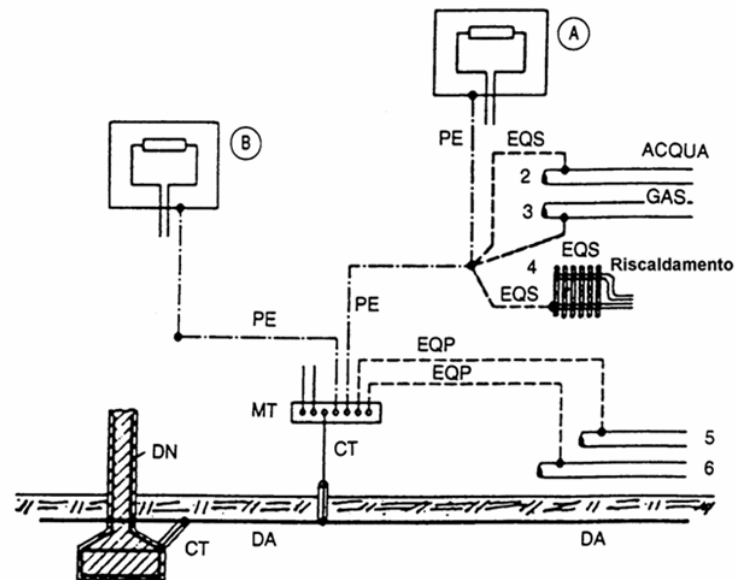 A
B
PE
EQS
ACQUA
2
3
GAS
4
EQS
Riscaldamento
EQS
PE
PE
EQP
EQP
MT
CT
5
6
DN
CT
DA
DA